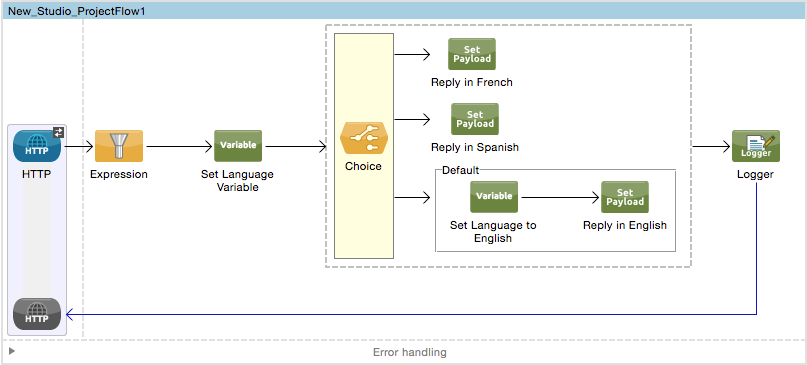 New_Studio_ProjectFlow1
HTTP
HTTP
Expression
Variable
Set Language
Variable
Choice
Set
Payload
Reply in French
Set
Payload
Reply in Spanish
Default
Variable
Set Language to
English
Set
Payload
Reply in English
Logger
Logger
HTTP
Error handling